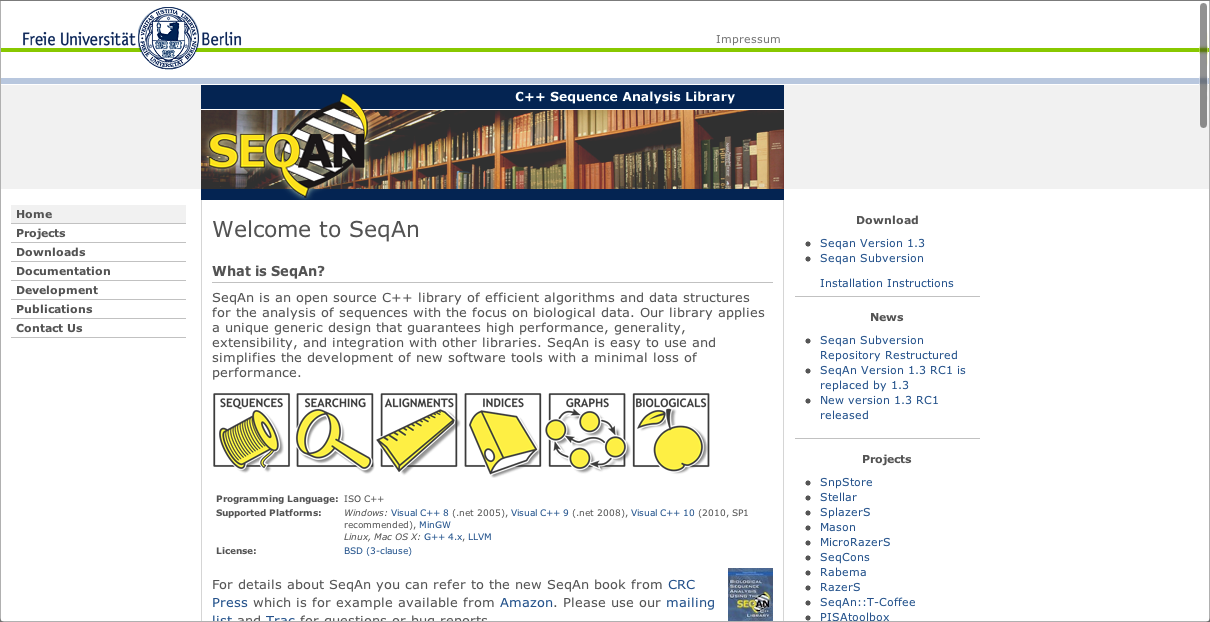 Freie Universität Berlin
Impressum
C++ Sequence Analysis Library
SEQAN
Home
Projects
Downloads
Documentation
Development
Publications
Contact Us
Welcome to SeqAn
What is SeqAn?
SeqAn is an open source C++ library of efficient algorithms and data structures
for the analysis of sequences with the focus on biological data. Our library applies
a unique generic design that guarantees high performance, generality,
extensibility, and integration with other libraries. SeqAn is easy to use and
simplifies the development of new software tools with a minimal loss of
performance.
SEQUENCES SEARCHING ALIGNMENTS INDICES GRAPHS BIOLOGICALS
Programming Language: ISO C++
Supported Platforms: Windows: Visual C++ 8 (.net 2005), Visual C++ 9 (.net 2008), Visual C++ 10 (2010, SP1
recommended), MinGW
Linux, Mac OS X: G++ 4.x, LLVM
License: BSD (3-clause)
For details about SeqAn you can refer to the new SeqAn book from CRC
Press which is for example available from Amazon. Please use our mailing
list and Trac for questions or bug reports.
BIOLOGICAL
SEQUENCE
ANALYSIS
USING THE
SEQAN
C++
LIBRARY
Download
Seqan Version 1.3
Seqan Subversion
Installation Instructions
News
Seqan Subversion
Repository Restructured
SeqAn Version 1.3 RC1 is
replaced by 1.3
New version 1.3 RC1
released
Projects
SnpStore
Stellar
SplazerS
Mason
MicroRazerS
SeqCons
Rabema
RazerS
SeqAn::T-Coffee
PISAtoolbox